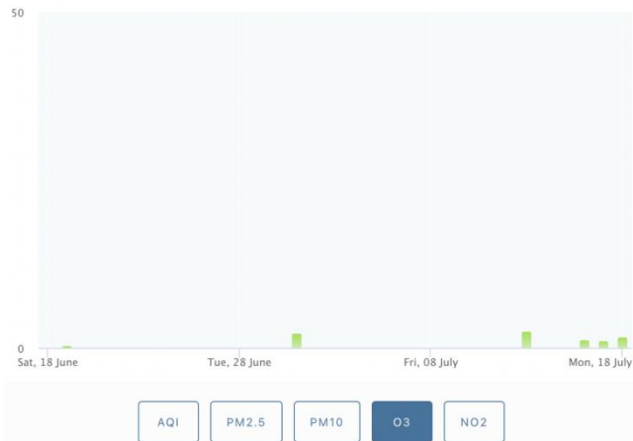 50
0
Sat, 18 June Tue, 28 June Fri, 08 July Mon, 18 July
AQI PM2.5 PM10 O3 NO2